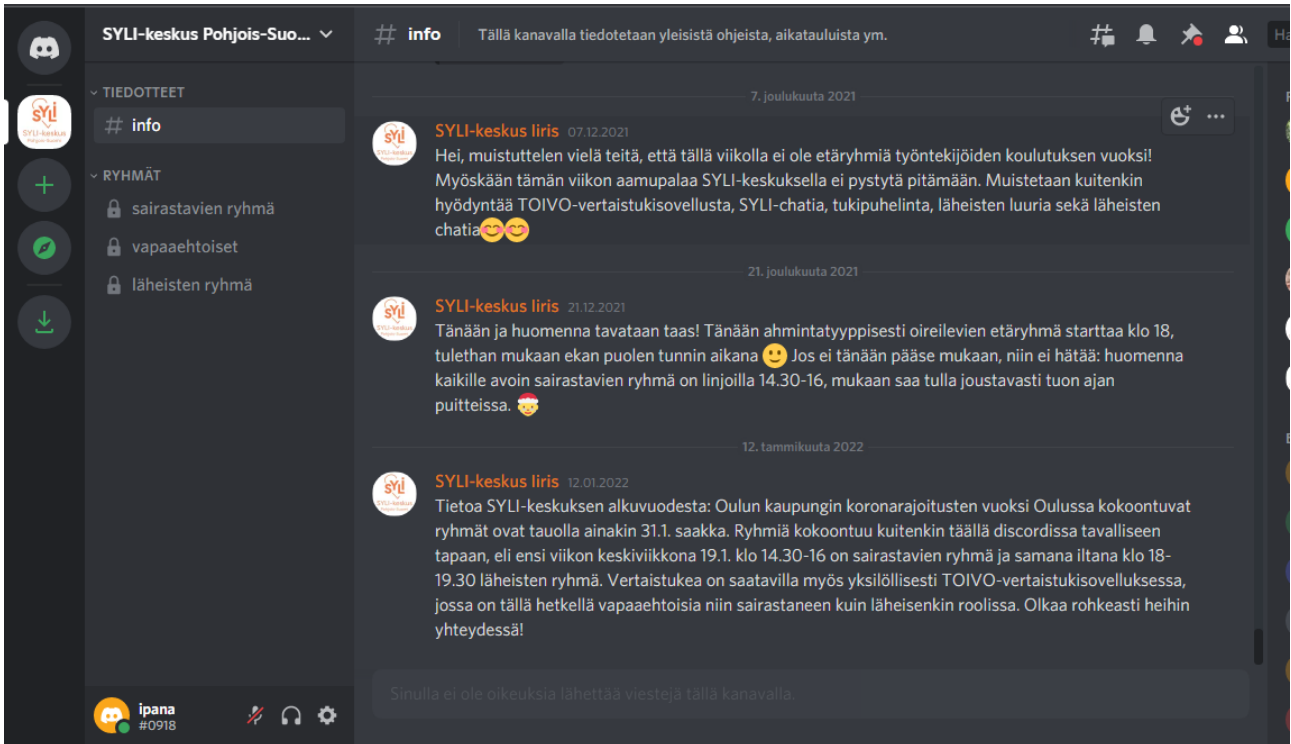 SYLI-keskus Pohjois-Suo...
# info
Tällä kanavalla tiedotetaan yleisistä ohjeista, aikatauluista ym.
Ha
TIEDOTTEET
# info
RYHMÄT
sairastavien ryhmä
vapaaehtoiset
läheisten ryhmä
SYLI
SYLI-keskus
Pohjois-Suomi
7. joulukuuta 2021
SYLI-keskus Iiris 07.12.2021
Hei, muistuttelen vielä teitä, että tällä viikolla ei ole etäryhmiä työntekijöiden koulutuksen vuoksi!
Myöskään tämän viikon aamupalaa SYLI-keskuksella ei pystytä pitämään. Muistetaan kuitenkin
hyödyntää TOIVO-vertaistukisovellusta, SYLI-chatia, tukipuhelinta, läheisten luuria sekä läheisten
chatia😊😊
21. joulukuuta 2021
SYLI-keskus Iiris 21.12.2021
Tänään ja huomenna tavataan taas! Tänään ahmintatyyppisesti oireilevien etäryhmä starttaa klo 18,
tulethan mukaan ekan puolen tunnin aikana 🙂 Jos ei tänään pääse mukaan, niin ei hätää: huomenna
kaikille avoin sairastavien ryhmä on linjoilla 14.30-16, mukaan saa tulla joustavasti tuon ajan
puitteissa. 🤶
12. tammikuuta 2022
SYLI-keskus Iiris 12.01.2022
Tietoa SYLI-keskuksen alkuvuodesta: Oulun kaupungin koronarajoitusten vuoksi Oulussa kokoontuvat
ryhmät ovat tauolla ainakin 31.1. saakka. Ryhmiä kokoontuu kuitenkin täällä discordissa tavalliseen
tapaan, eli ensi viikon keskiviikkona 19.1. klo 14.30-16 on sairastavien ryhmä ja samana iltana klo 18-
19.30 läheisten ryhmä. Vertaistukea on saatavilla myös yksilöllisesti TOIVO-vertaistukisovelluksessa,
jossa on tällä hetkellä vapaaehtoisia niin sairastaneen kuin läheisenkin roolissa. Olkaa rohkeasti heihin
yhteydessä!
Sinulla ei ole oikeuksia lähettää viestejä tällä kanavalla.
ipana
#0918